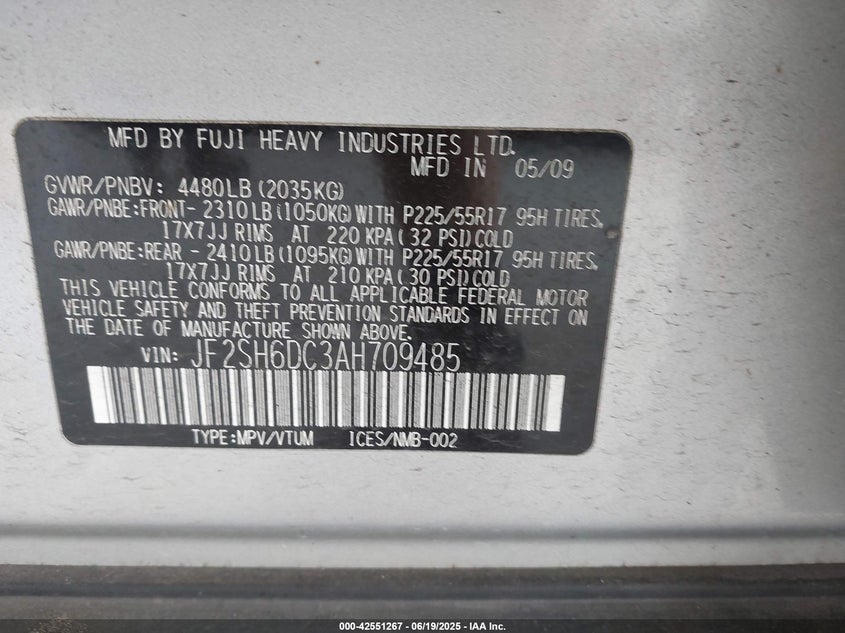 MFD BY FUJI HEAVY INDUSTRIES LTD.
MFD IN 05/09
GVWR/PNBV: 4480LB (2035KG)
GAWR/PNBE:FRONT- 2310LB (1050KG) WITH P225/55R17 95H TIRES,
17X7JJ RIMS AT 220 KPA ( 32 PSI) COLD
GAWR/PNBE:REAR - 2410LB (1095KG) WITH P225/55R17 95H TIRES,
17X7JJ RIMS AT 210 KPA ( 30 PSI) COLD
THIS VEHICLE CONFORMS TO ALL APPLICABLE FEDERAL MOTOR
VEHICLE SAFETY AND THEFT PREVENTION STANDARDS IN EFFECT ON
THE DATE OF MANUFACTURE SHOWN ABOVE.
VIN: JF2SH6DC3AH709485
TYPE:MPV/VTUM ICES/NMB-002
000-42551267 - 06/19/2025 - IAA Inc.